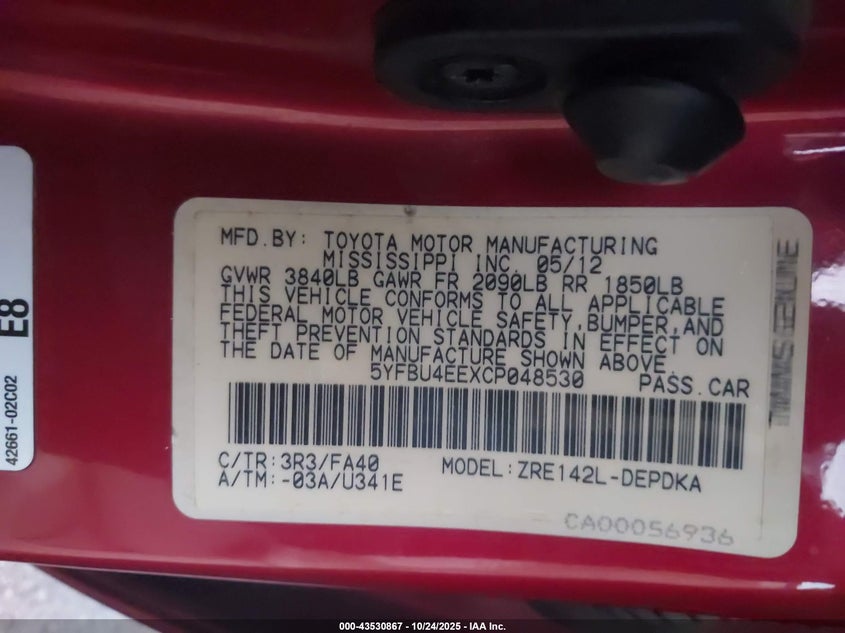 MFD.BY: TOYOTA MOTOR MANUFACTURING
MISSISSIPPI INC. 05/12
GVWR 3840LB GAWR FR 2090LB RR 1850LB
THIS VEHICLE CONFORMS TO ALL APPLICABLE
FEDERAL MOTOR VEHICLE SAFETY,BUMPER,AND
THEFT PREVENTION STANDARDS IN EFFECT ON
THE DATE OF MANUFACTURE SHOWN ABOVE.
5YFBU4EEXCP048530 PASS.CAR
C/TR:3R3/FA40 MODEL:ZRE142L-DEPDKA
A/TM:-03A/U341E
CA00056936
E8
42661-02C02
000-43530867 - 10/24/2025 - IAA Inc.